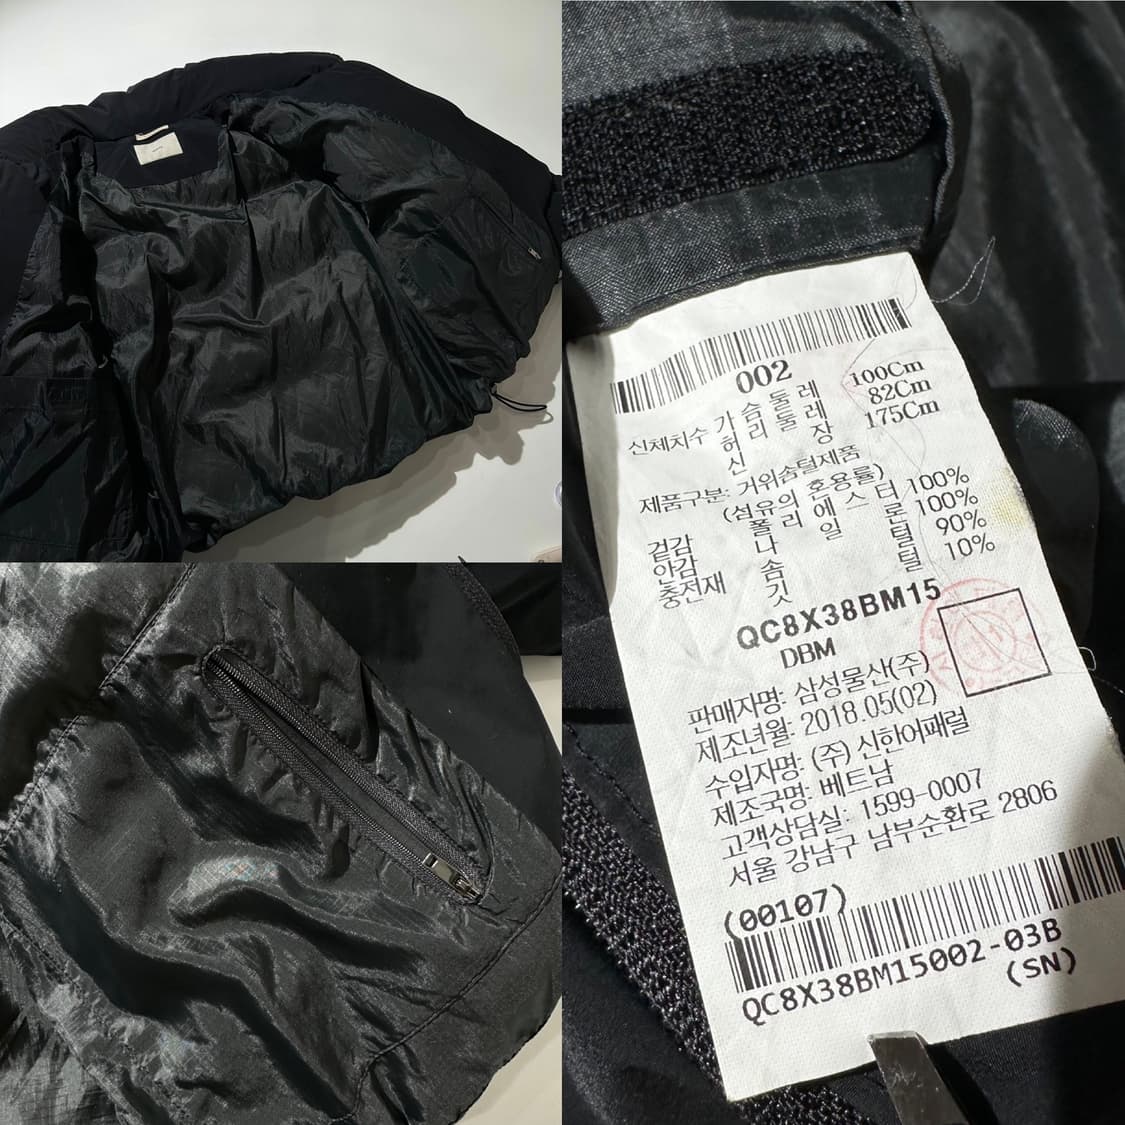 002
신체치수 가슴둘레 100Cm
허리둘레 82Cm
신장 175Cm
제품구분: 거위솜털제품
(섬유의 혼용률)
겉감 폴리에스터 100%
안감 나일론 100%
충전재 솜털 90%
깃털 10%
QC8X38BM15
DBM
판매자명: 삼성물산(주)
제조년월: 2018.05(02)
수입자명: (주) 신한어패럴
제조국명: 베트남
고객상담실: 1599-0007
서울 강남구 남부순환로 2806
(00107)
QC8X38BM15002-03B
(SN)